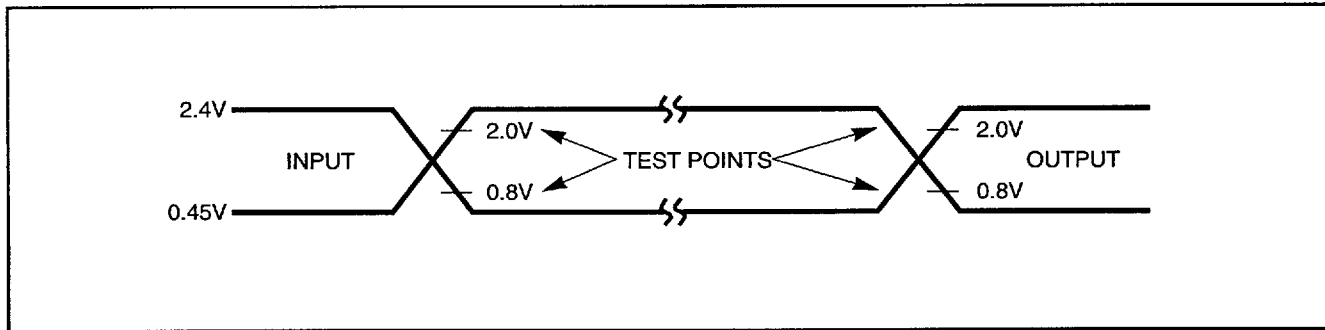 2.4V
2.0V
2.0V
INPUT
TEST POINTS
OUTPUT
0.8V
0.8V
0.45V